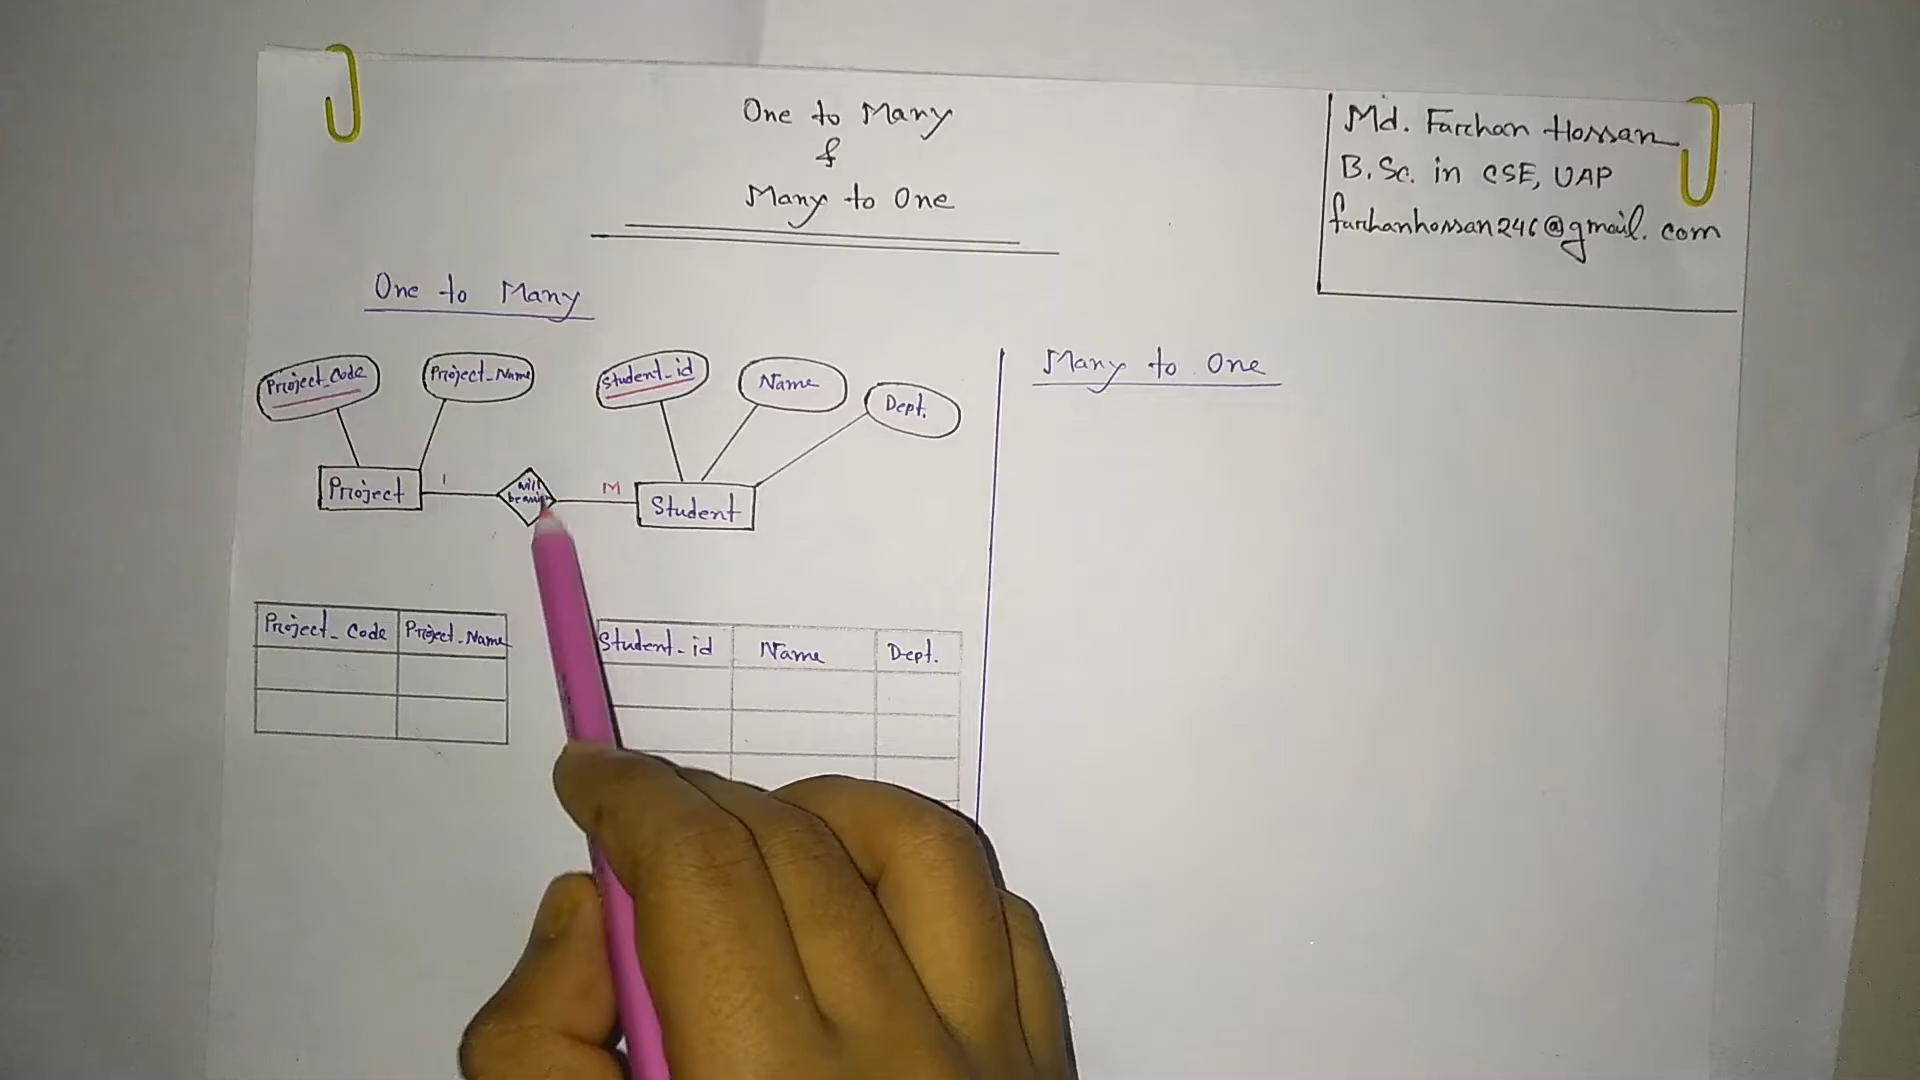 One to Many
&
Many to One
Md. Farhan Hossan
B.Sc. in CSE, UAP
farhanhossan246@gmail.com
One to Many
Project_Code
Project_Name
Student_id
Name
Dept.
Project
1
will
M
Student
Project_Code Project_Name
Student_id Name Dept.
Many to One